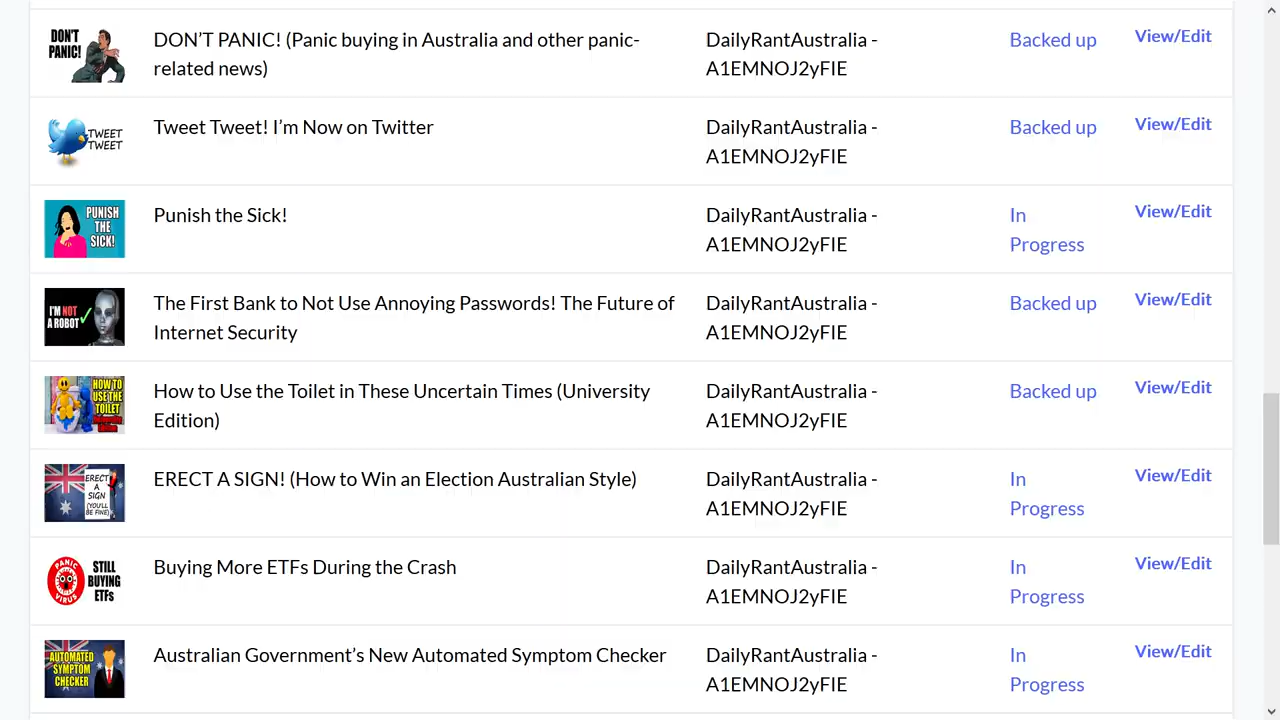 DON'T
PANIC!
DON’T PANIC! (Panic buying in Australia and other panic-
related news)
DailyRantAustralia -
A1EMNOJ2yFIE
Backed up
View/Edit
TWEET
TWEET
Tweet Tweet! I’m Now on Twitter
DailyRantAustralia -
A1EMNOJ2yFIE
Backed up
View/Edit
PUNISH
THE
SICK!
Punish the Sick!
DailyRantAustralia -
A1EMNOJ2yFIE
In
Progress
View/Edit
I'M NOT
A ROBOT
The First Bank to Not Use Annoying Passwords! The Future of
Internet Security
DailyRantAustralia -
A1EMNOJ2yFIE
Backed up
View/Edit
HOW TO
USE THE
TOILET
University
Edition
How to Use the Toilet in These Uncertain Times (University
Edition)
DailyRantAustralia -
A1EMNOJ2yFIE
Backed up
View/Edit
ERECT
A
SIGN
(YOU'LL
BE FINE)
ERECT A SIGN! (How to Win an Election Australian Style)
DailyRantAustralia -
A1EMNOJ2yFIE
In
Progress
View/Edit
PANIC
VIRUS
STILL
BUYING
ETFs
Buying More ETFs During the Crash
DailyRantAustralia -
A1EMNOJ2yFIE
In
Progress
View/Edit
AUTOMATED
SYMPTOM
CHECKER
Australian Government’s New Automated Symptom Checker
DailyRantAustralia -
A1EMNOJ2yFIE
In
Progress
View/Edit